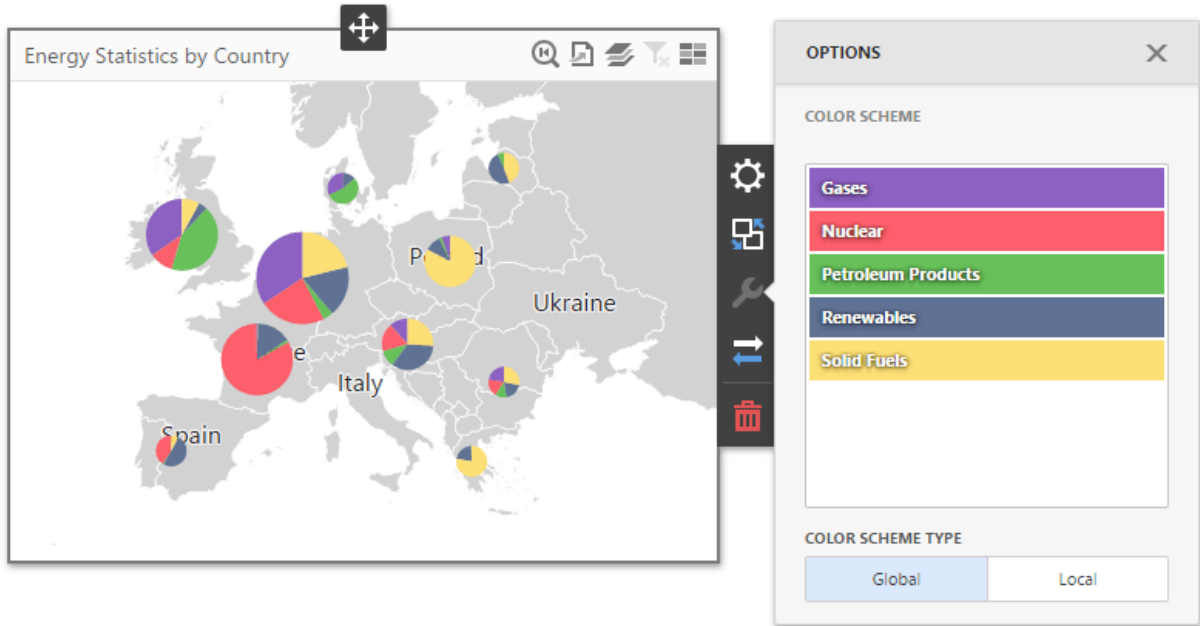 Energy Statistics by Country
Ukraine
Italy
Spain
OPTIONS
COLOR SCHEME
Gases
Nuclear
Petroleum Products
Renewables
Solid Fuels
COLOR SCHEME TYPE
Global
Local